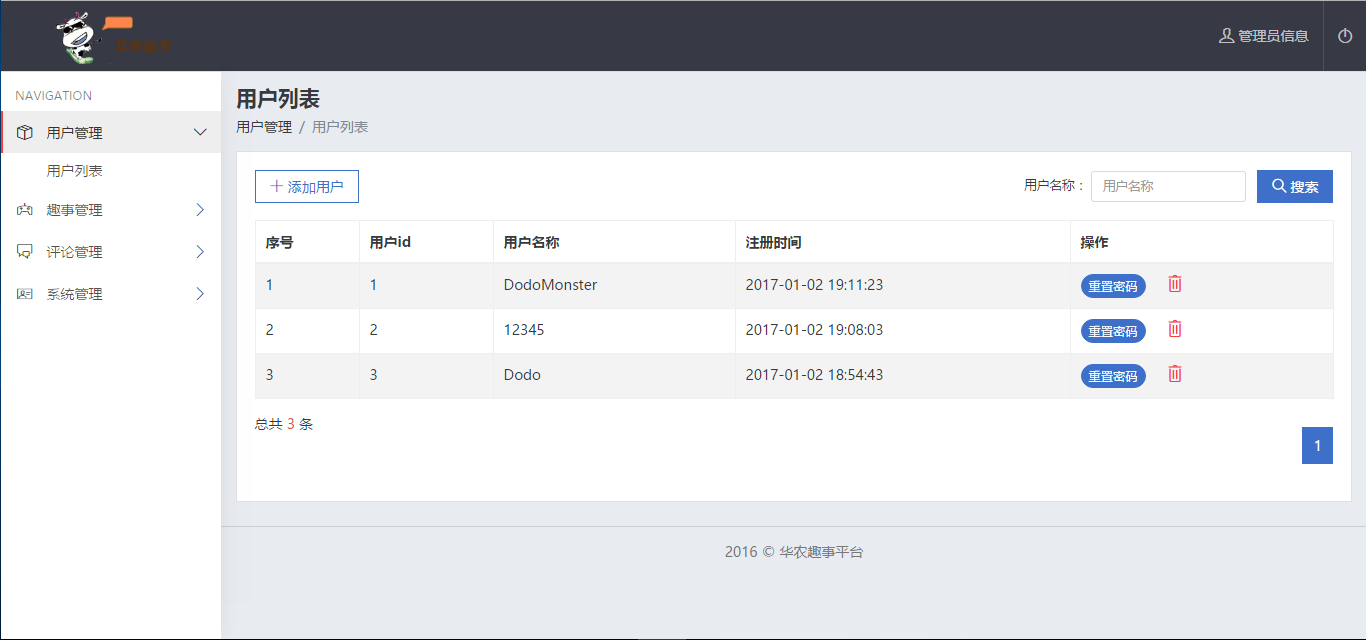 管理员信息
NAVIGATION
用户管理
用户列表
趣事管理
评论管理
系统管理
用户列表
用户管理 / 用户列表
添加用户 用户名称： 用户名称 搜索
序号 用户id 用户名称 注册时间 操作
1 1 DodoMonster 2017-01-02 19:11:23 重置密码
2 2 12345 2017-01-02 19:08:03 重置密码
3 3 Dodo 2017-01-02 18:54:43 重置密码
总共 3 条
1
2016 © 华农趣事平台